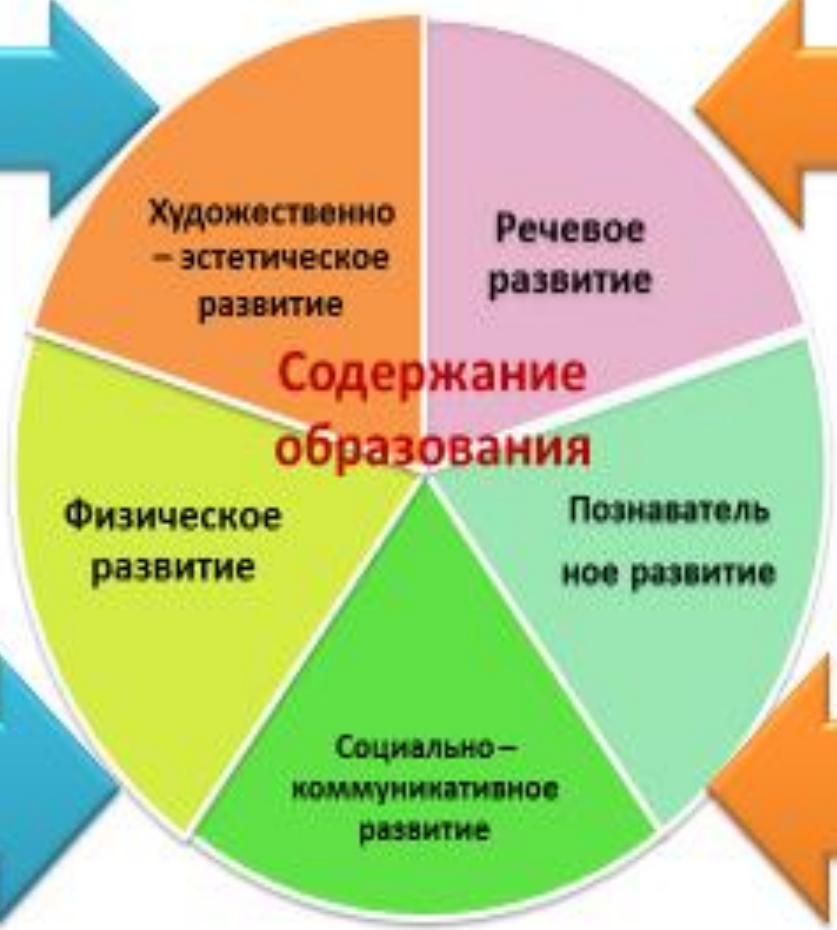 Художественно
– эстетическое
развитие
Речевое
развитие
Содержание
образования
Физическое
развитие
Познаватель
ное развитие
Социально –
коммуникативное
развитие